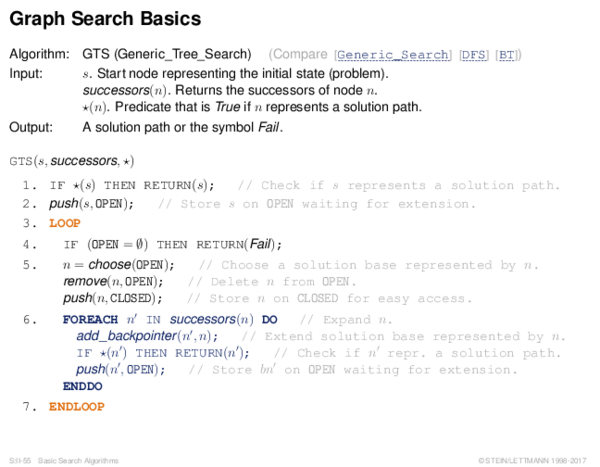 Graph Search Basics
Algorithm: GTS (Generic_Tree_Search) (Compare [Generic_Search] [DFS] [BT])
Input: s. Start node representing the initial state (problem).
successors(n). Returns the successors of node n.
⋆(n). Predicate that is True if n represents a solution path.
Output: A solution path or the symbol Fail.
GTS(s, successors, ⋆)
1. IF ⋆(s) THEN RETURN(s); // Check if s represents a solution path.
2. push(s, OPEN); // Store s on OPEN waiting for extension.
3. LOOP
4. IF (OPEN = ∅) THEN RETURN(Fail);
5. n = choose(OPEN); // Choose a solution base represented by n.
remove(n, OPEN); // Delete n from OPEN.
push(n, CLOSED); // Store n on CLOSED for easy access.
6. FOREACH n′ IN successors(n) DO // Expand n.
add_backpointer(n′, n); // Extend solution base represented by n.
IF ⋆(n′) THEN RETURN(n′); // Check if n′ repr. a solution path.
push(n′, OPEN); // Store bn′ on OPEN waiting for extension.
ENDDO
7. ENDLOOP
S:II-55 Basic Search Algorithms ©STEIN/LETTMANN 1998-2017